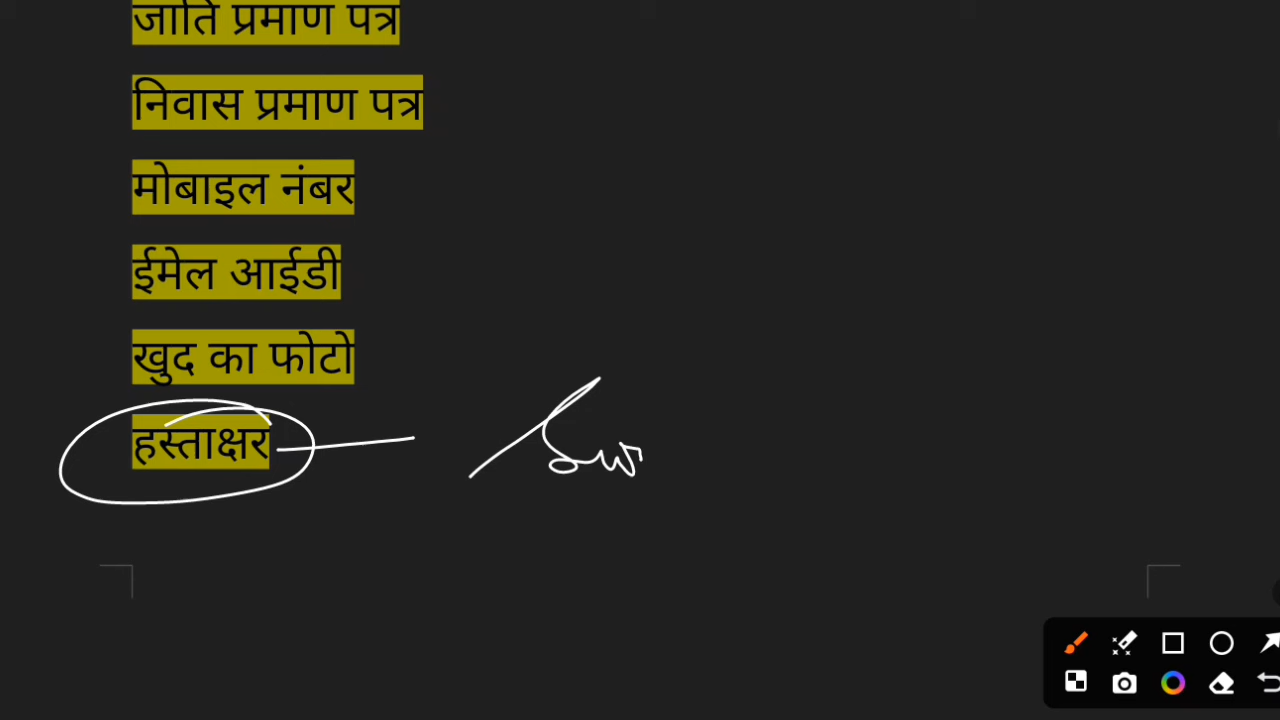 जाति प्रमाण पत्र
निवास प्रमाण पत्र
मोबाइल नंबर
ईमेल आईडी
खुद का फोटो
हस्ताक्षर